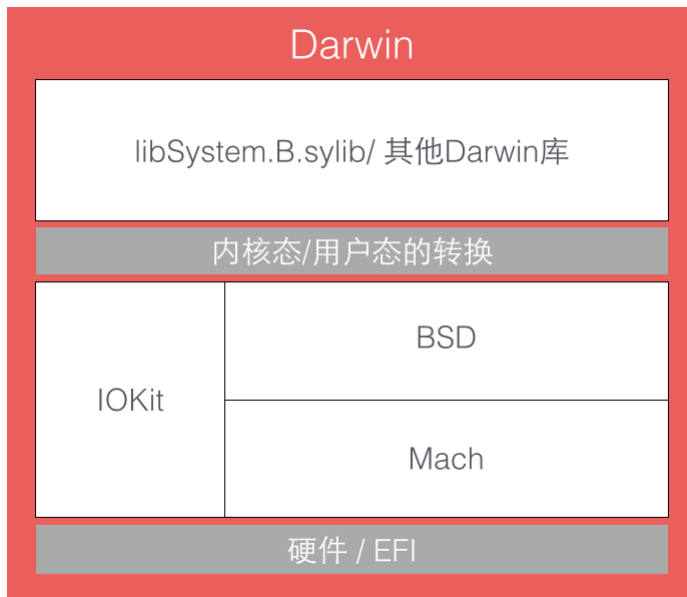 Darwin
libSystem.B.sylib/ 其他Darwin库
内核态/用户态的转换
IOKit
BSD
Mach
硬件 / EFI